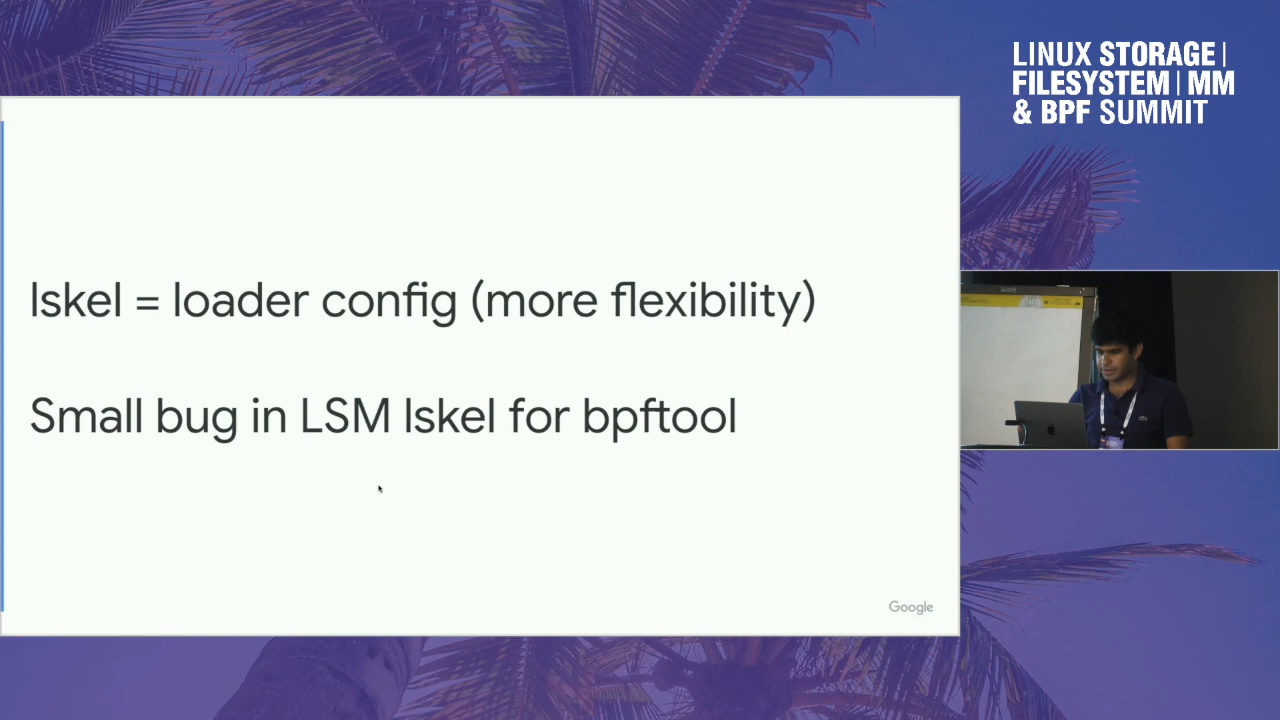 LINUX STORAGE |
FILESYSTEM | MM
& BPF SUMMIT
lskel = loader config (more flexibility)
Small bug in LSM lskel for bpftool
Google